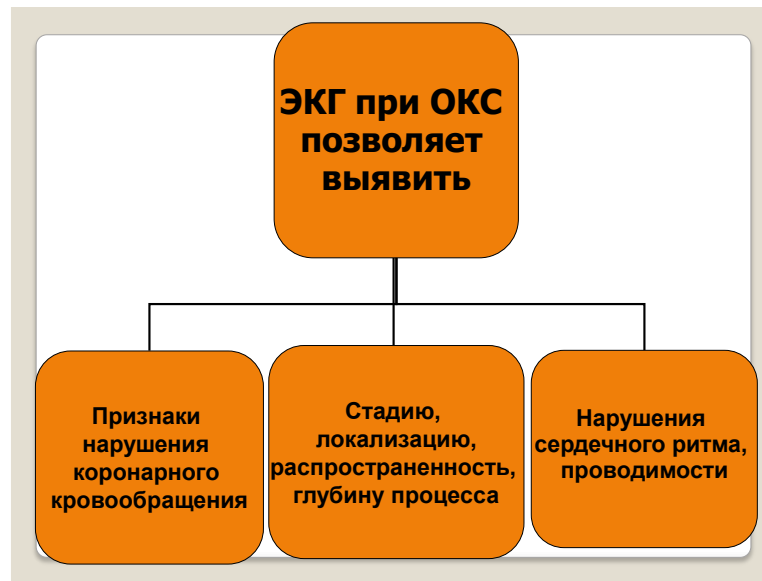 ЭКГ при ОКС
позволяет
выявить
Признаки
нарушения
коронарного
кровообращения
Стадию,
локализацию,
распространенность,
глубину процесса
Нарушения
сердечного ритма,
проводимости